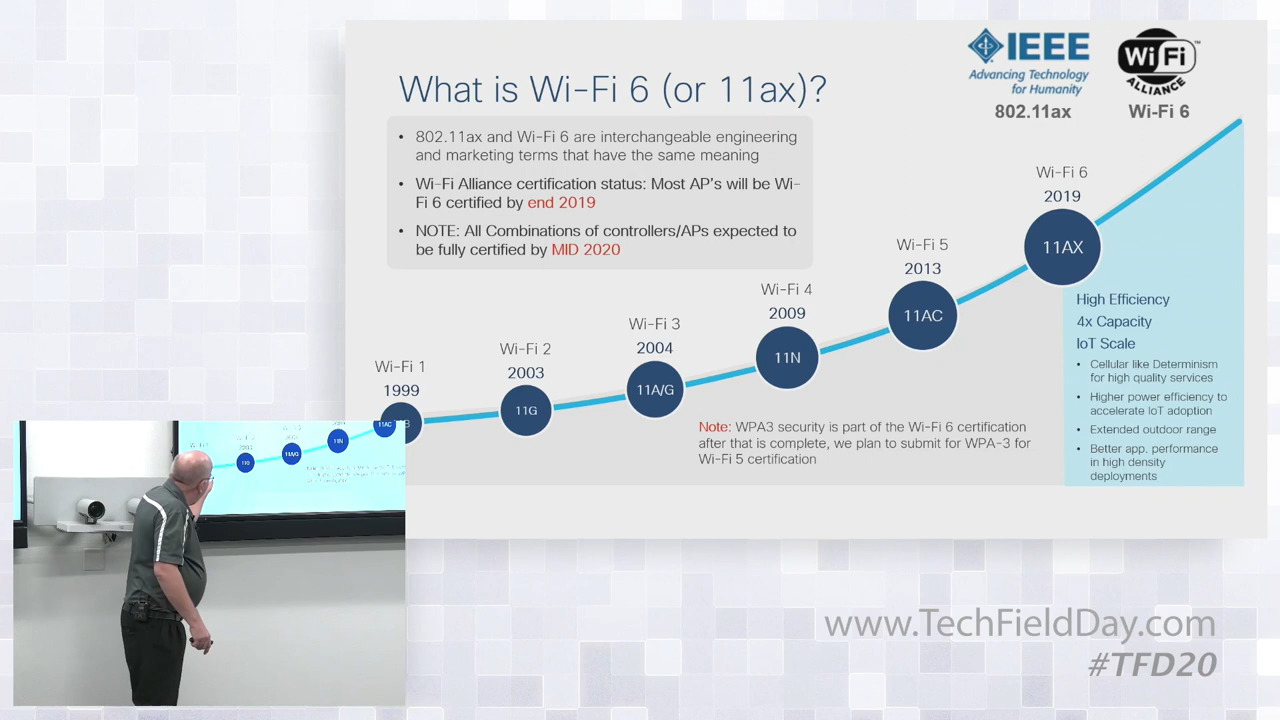 What is Wi-Fi 6 (or 11ax)?
IEEE
Advancing Technology
for Humanity
802.11ax
Wi Fi
™
ALLIANCE
Wi-Fi 6
• 802.11ax and Wi-Fi 6 are interchangeable engineering
and marketing terms that have the same meaning
• Wi-Fi Alliance certification status: Most AP's will be Wi-
Fi 6 certified by end 2019
• NOTE: All Combinations of controllers/APs expected to
be fully certified by MID 2020
Wi-Fi 1
1999
B
Wi-Fi 2
2003
11G
Wi-Fi 3
2004
11A/G
Wi-Fi 4
2009
11N
Wi-Fi 5
2013
11AC
Wi-Fi 6
2019
11AX
High Efficiency
4x Capacity
IoT Scale
• Cellular like Determinism
for high quality services
• Higher power efficiency to
accelerate IoT adoption
• Extended outdoor range
• Better app. performance
in high density
deployments
Note: WPA3 security is part of the Wi-Fi 6 certification
after that is complete, we plan to submit for WPA-3 for
Wi-Fi 5 certification
11G
11A/G
11N
11AC
www.TechFieldDay.com
#TFD20